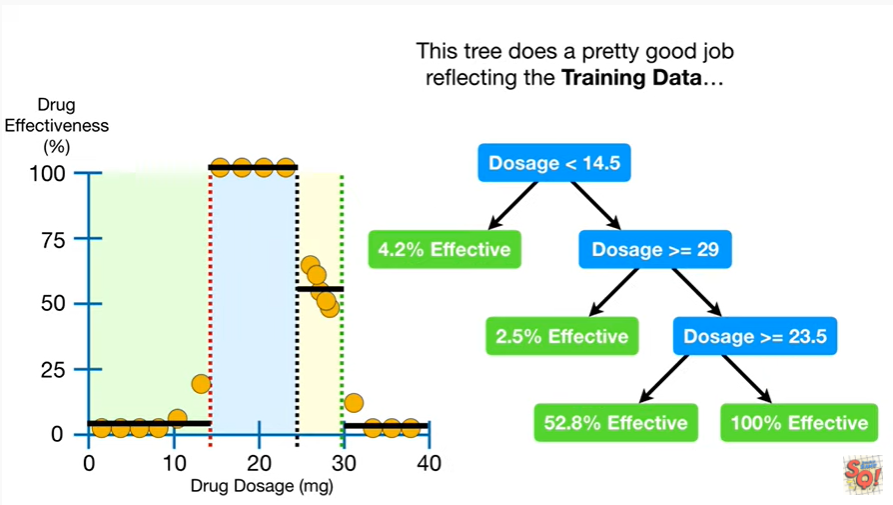 This tree does a pretty good job
reflecting the Training Data…
Drug
Effectiveness
(%)
100
75
50
25
0
0 10 20 30 40
Drug Dosage (mg)
Dosage < 14.5
4.2% Effective
Dosage >= 29
2.5% Effective
Dosage >= 23.5
52.8% Effective
100% Effective
SQ!